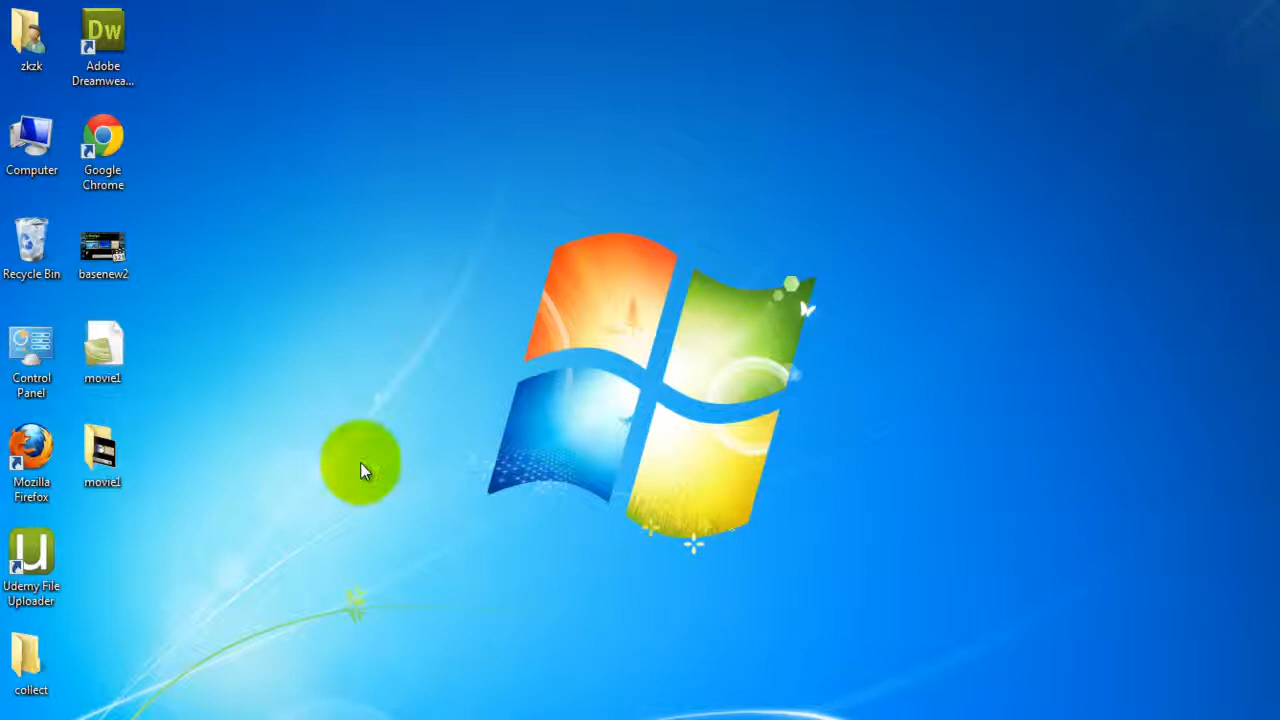 zkzk
Adobe
Dreamwea...
Dw
Computer
Google
Chrome
Recycle Bin
basenew2
Control
Panel
movie1
Mozilla
Firefox
movie1
Udemy File
Uploader
collect